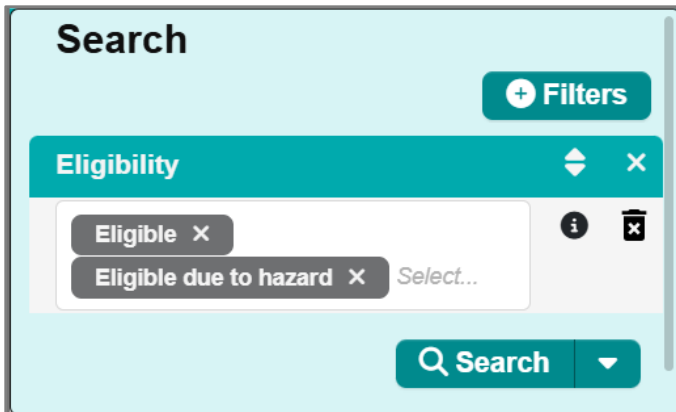 Search
Filters
Eligibility
Eligible
Eligible due to hazard Select...
Search